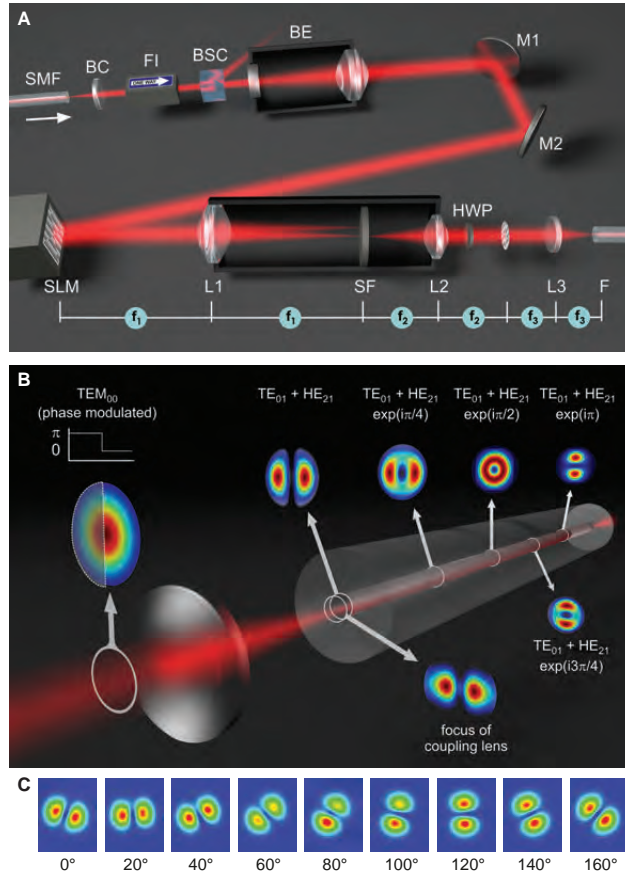 A
SMF
BC
FI
ONE WAY
BSC
BE
M1
M2
SLM
L1
SF
L2
HWP
L3
F
f₁
f₁
f₂
f₂
f₃
f₃
B
TEM₀₀
(phase modulated)
π
0
TE₀₁ + HE₂₁
TE₀₁ + HE₂₁
exp(iπ/4)
TE₀₁ + HE₂₁
exp(iπ/2)
TE₀₁ + HE₂₁
exp(iπ)
TE₀₁ + HE₂₁
exp(i3π/4)
focus of
coupling lens
C
0°
20°
40°
60°
80°
100°
120°
140°
160°